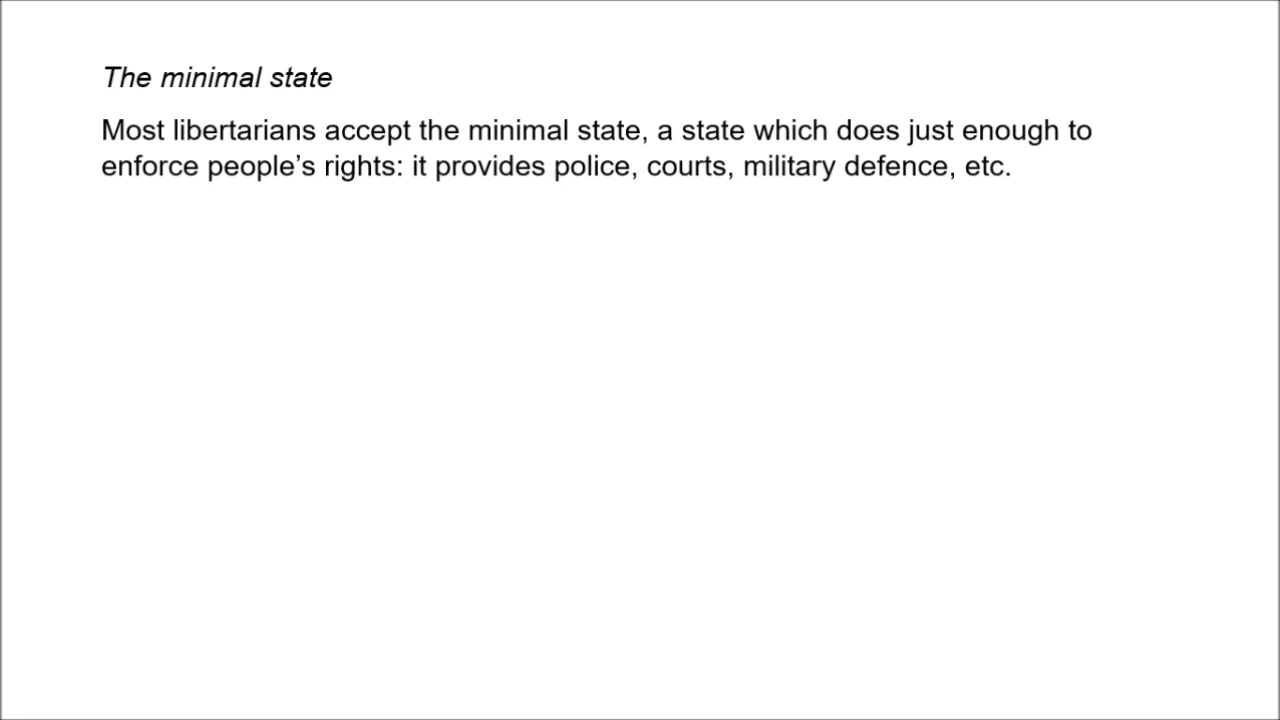 The minimal state
Most libertarians accept the minimal state, a state which does just enough to
enforce people’s rights: it provides police, courts, military defence, etc.